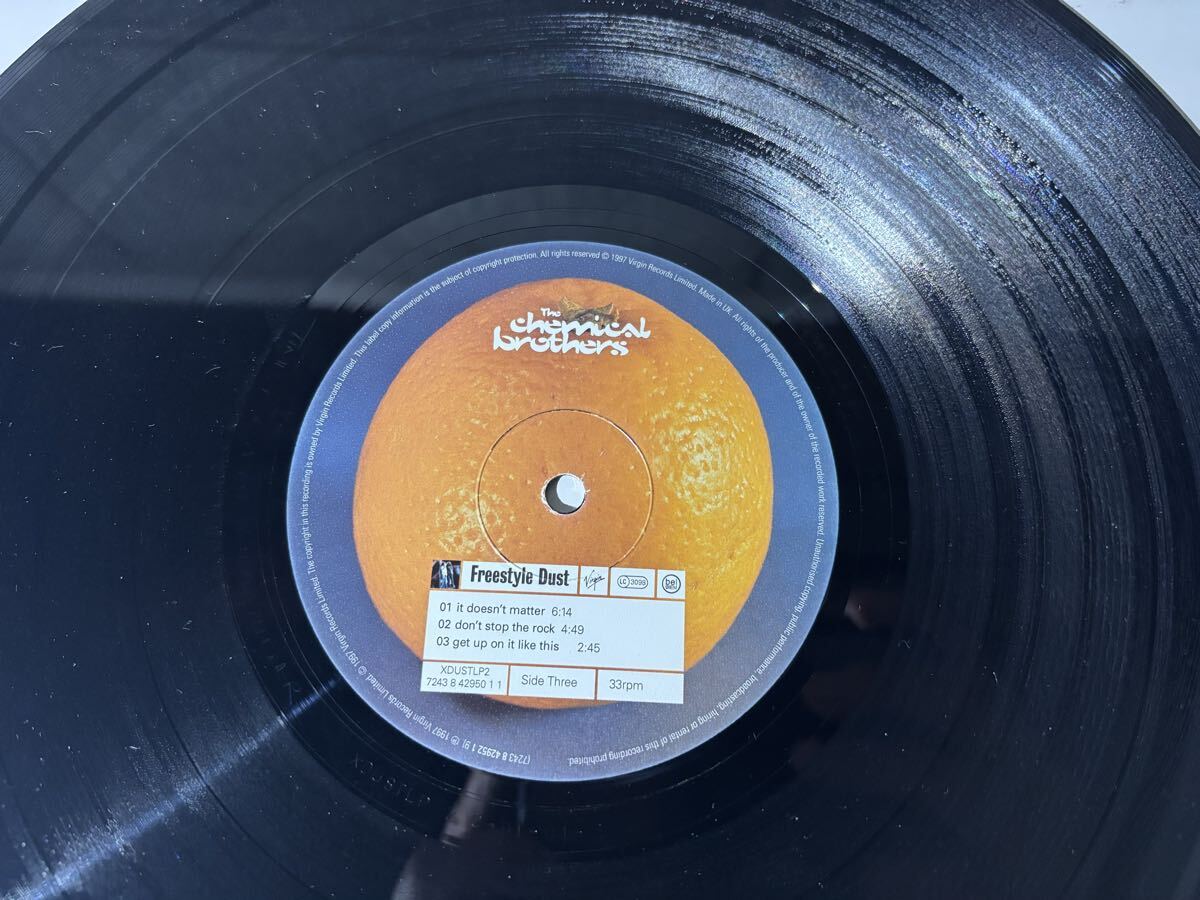 The
chemical
brothers
This label copy information is the subject of copyright protection. All rights reserved © 1997 Virgin Records Limited. Made in UK. All rights of the producer and of the owner of the recorded work reserved. Unauthorised copying, public performance, broadcasting, hiring or rental of this recording prohibited.
(7243 8 42952 1 9) ℗ 1997 Virgin Records Limited. © 1997 Virgin Records Limited. The copyright in this recording is owned by Virgin Records Limited.
Freestyle Dust Virgin LC 3098 bel
01 it doesn't matter 6:14
02 don't stop the rock 4:49
03 get up on it like this 2:45
XDUSTLP2
7243 8 42950 1 1 Side Three 33rpm